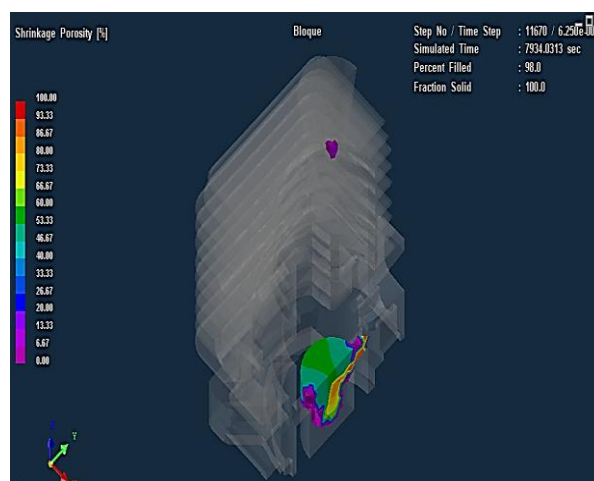 Shrinkage Porosity [%]
Bloque
Step No / Time Step : 11670 / 6.250e-
Simulated Time : 7934.0313 sec
Percent Filled : 98.0
Fraction Solid : 100.0
100.00
93.33
86.67
80.00
73.33
66.67
60.00
53.33
46.67
40.00
33.33
26.67
20.00
13.33
6.67
0.00
Y